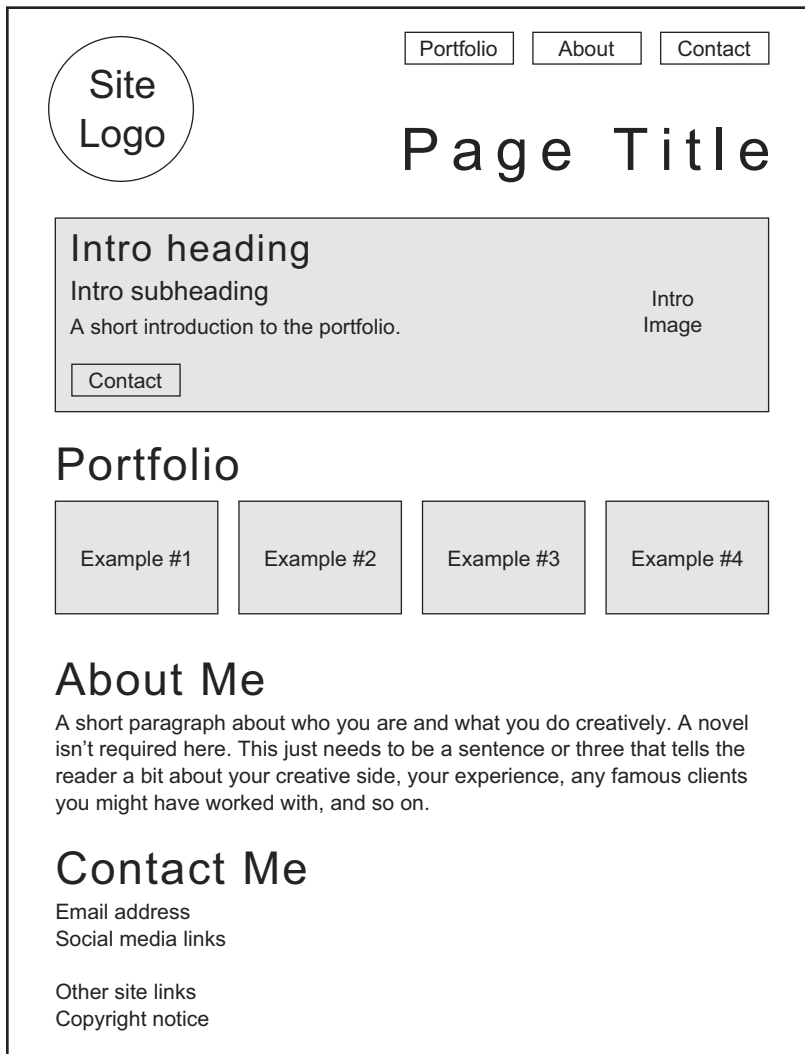 Site
Logo
Portfolio
About
Contact
Page Title
Intro heading
Intro subheading
A short introduction to the portfolio.
Contact
Intro
Image
Portfolio
Example #1
Example #2
Example #3
Example #4
About Me
A short paragraph about who you are and what you do creatively. A novel
isn’t required here. This just needs to be a sentence or three that tells the
reader a bit about your creative side, your experience, any famous clients
you might have worked with, and so on.
Contact Me
Email address
Social media links
Other site links
Copyright notice